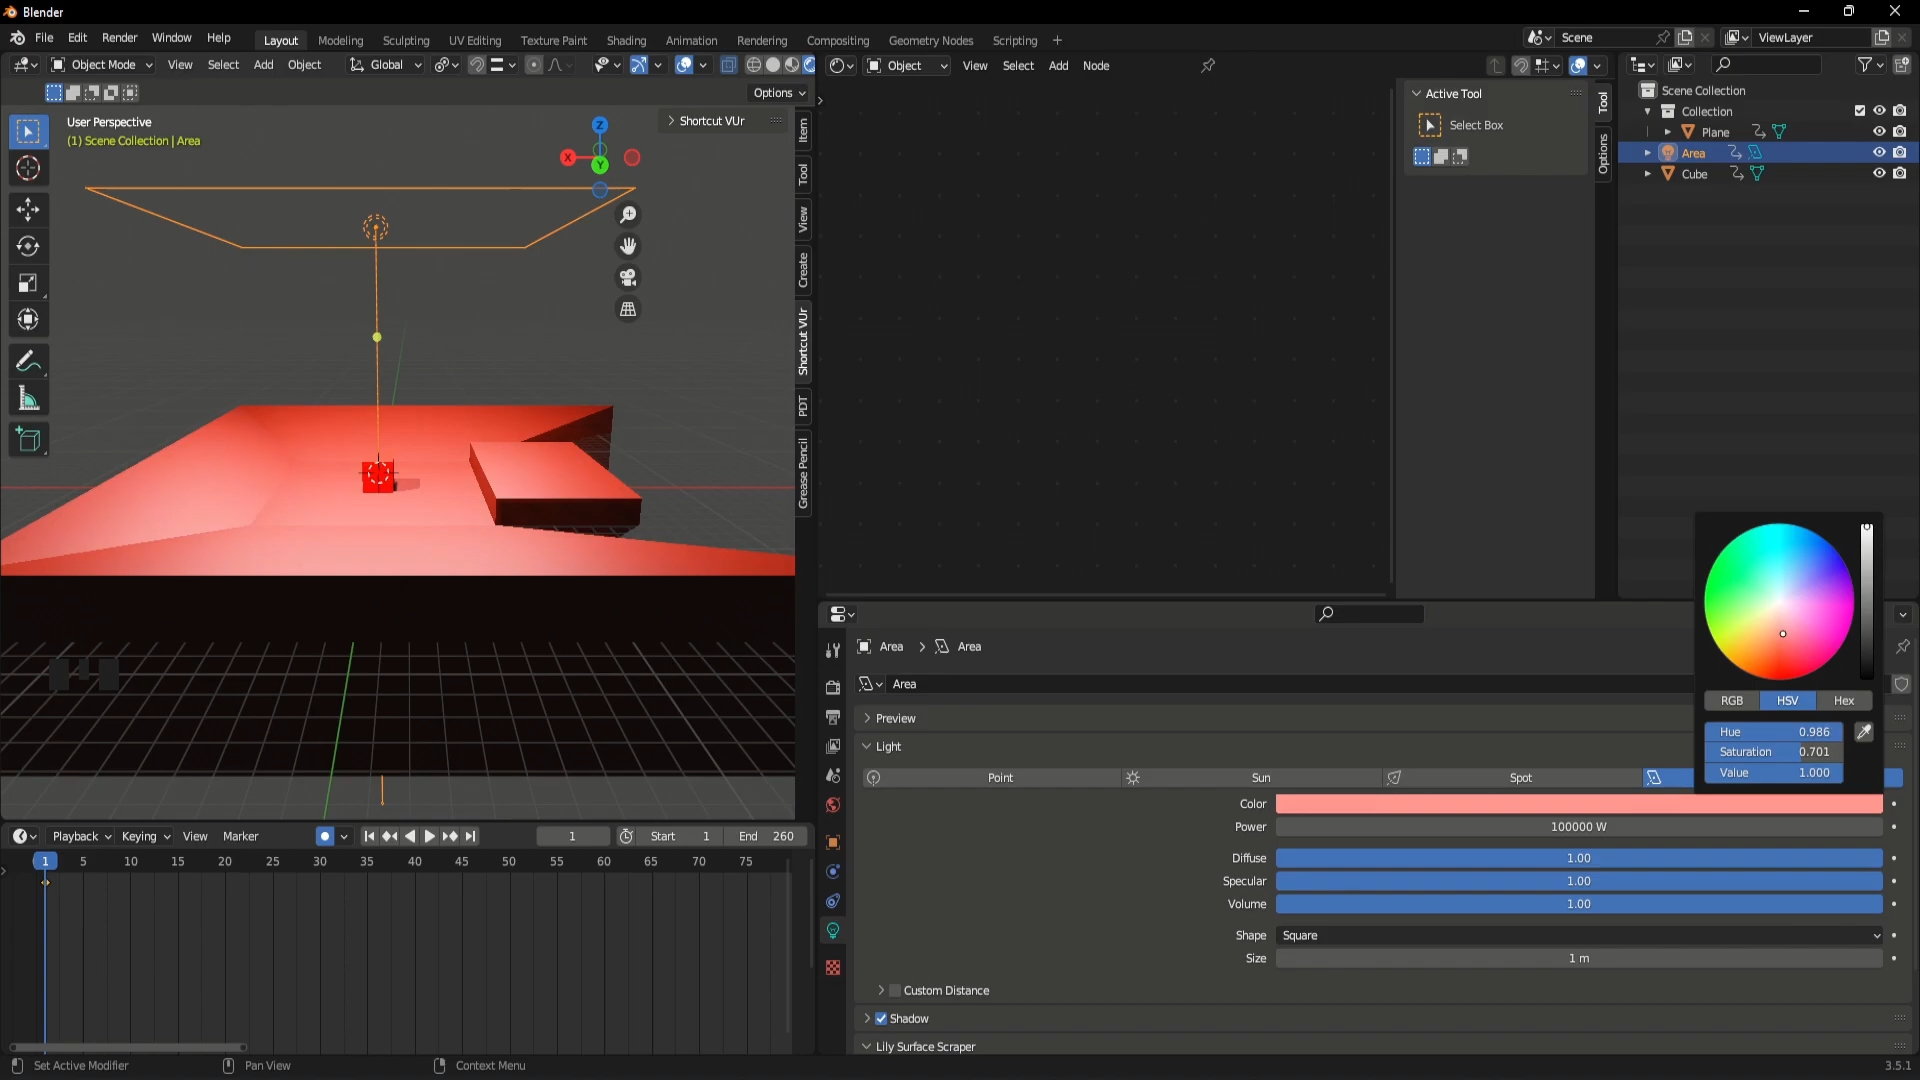 Blender
File Edit Render Window Help
Layout Modeling Sculpting UV Editing Texture Paint Shading Animation Rendering Compositing Geometry Nodes Scripting +
Scene
ViewLayer
Object Mode View Select Add Object Global
Object View Select Add Node
Options
User Perspective
(1) Scene Collection | Area
Shortcut VUr
Z
X
Y
Item
Tool
View
Create
Shortcut VUr
PDT
Grease Pencil
Active Tool
Select Box
Tool
Options
Scene Collection
Collection
Plane
Area
Cube
RGB HSV Hex
Hue 0.986
Saturation 0.701
Value 1.000
Area > Area
Area
Preview
Light
Point Sun Spot
Color
Power 100000 W
Diffuse 1.00
Specular 1.00
Volume 1.00
Shape Square
Size 1 m
Custom Distance
Shadow
Lily Surface Scraper
Playback Keying View Marker
1
Start 1
End 260
1 5 10 15 20 25 30 35 40 45 50 55 60 65 70 75
Set Active Modifier
Pan View
Context Menu
3.5.1